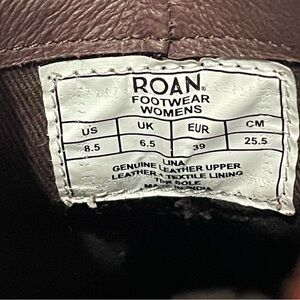 ROAN®
FOOTWEAR
WOMENS
US UK EUR CM
8.5 6.5 39 25.5
LINA
GENUINE LEATHER UPPER
LEATHER & TEXTILE LINING
SOLE
MADE IN INDIA